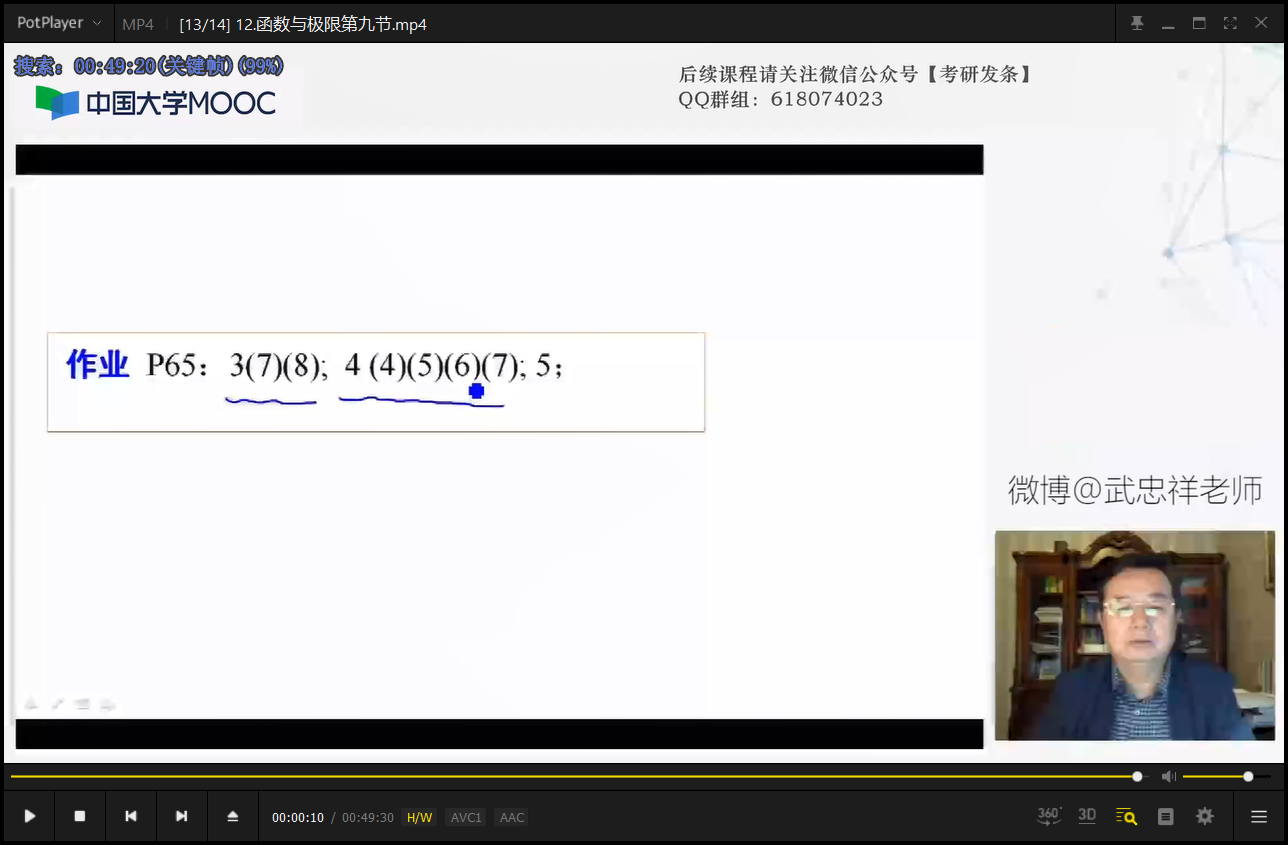 PotPlayer MP4 [13/14] 12.函数与极限第九节.mp4
搜索: 00:49:20(关键帧) (99%)
中国大学MOOC
后续课程请关注微信公众号【考研发条】
QQ群组：618074023
作业 P65：3(7)(8); 4 (4)(5)(6)(7); 5；
微博@武忠祥老师
00:00:10 / 00:49:30 H/W AVC1 AAC
360° 3D